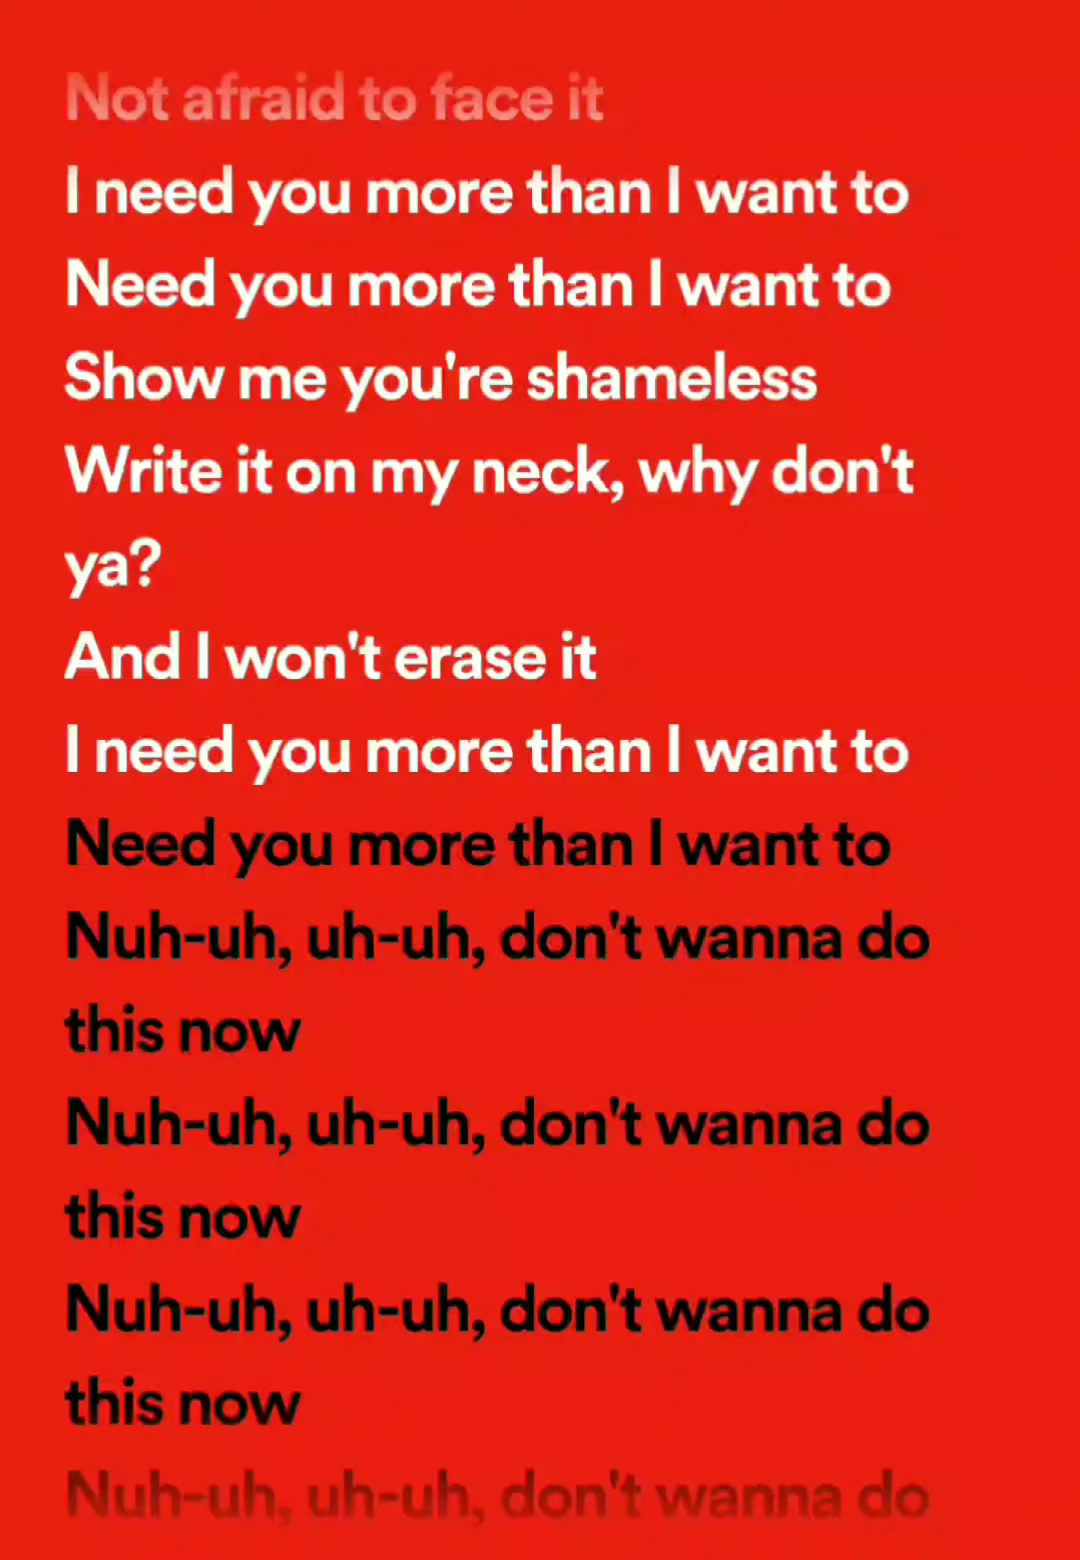 Not afraid to face it
I need you more than I want to
Need you more than I want to
Show me you're shameless
Write it on my neck, why don't
ya?
And I won't erase it
I need you more than I want to
Need you more than I want to
Nuh-uh, uh-uh, don't wanna do
this now
Nuh-uh, uh-uh, don't wanna do
this now
Nuh-uh, uh-uh, don't wanna do
this now
Nuh-uh, uh-uh, don't wanna do